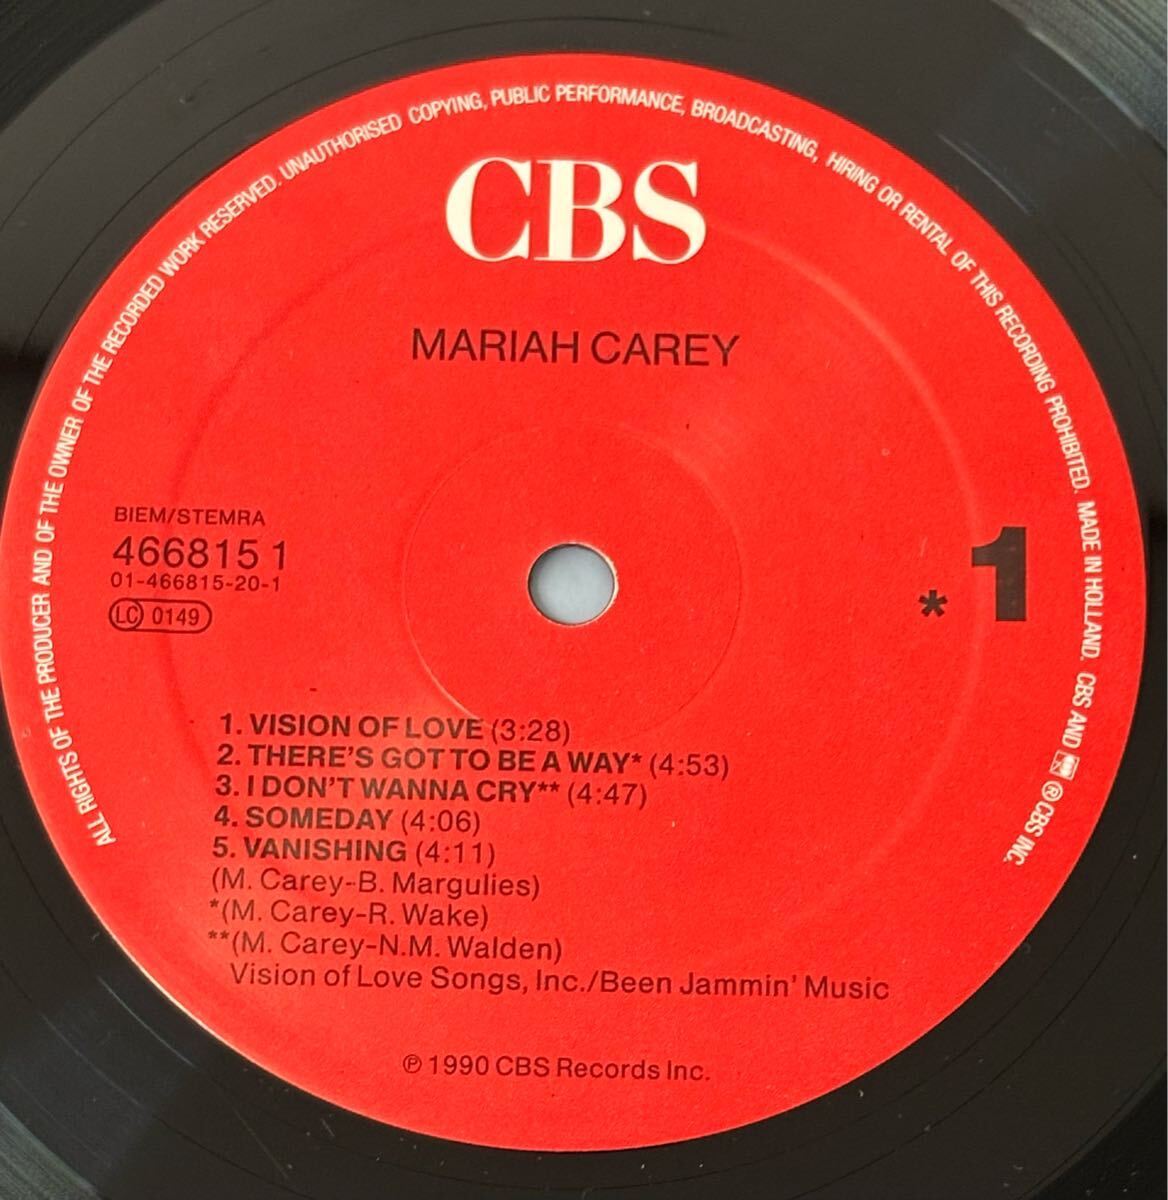 ALL RIGHTS OF THE PRODUCER AND OF THE OWNER OF THE RECORDED WORK RESERVED. UNAUTHORISED COPYING, PUBLIC PERFORMANCE, BROADCASTING, HIRING OR RENTAL OF THIS RECORDING PROHIBITED. MADE IN HOLLAND. CBS AND ® CBS INC.
CBS
MARIAH CAREY
BIEM/STEMRA
466815 1
01-466815-20-1
LC 0149
*1
1. VISION OF LOVE (3:28)
2. THERE'S GOT TO BE A WAY* (4:53)
3. I DON'T WANNA CRY** (4:47)
4. SOMEDAY (4:06)
5. VANISHING (4:11)
(M. Carey-B. Margulies)
*(M. Carey-R. Wake)
**(M. Carey-N.M. Walden)
Vision of Love Songs, Inc./Been Jammin' Music
℗ 1990 CBS Records Inc.